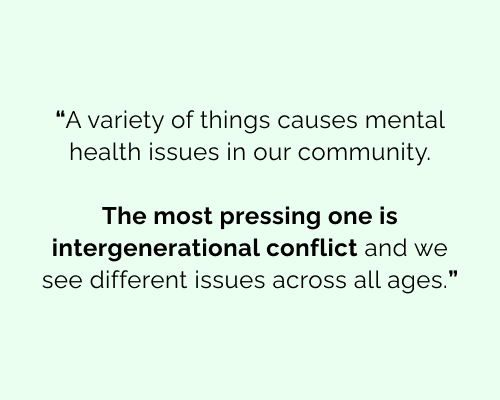 “A variety of things causes mental
health issues in our community.
The most pressing one is
intergenerational conflict and we
see different issues across all ages.”